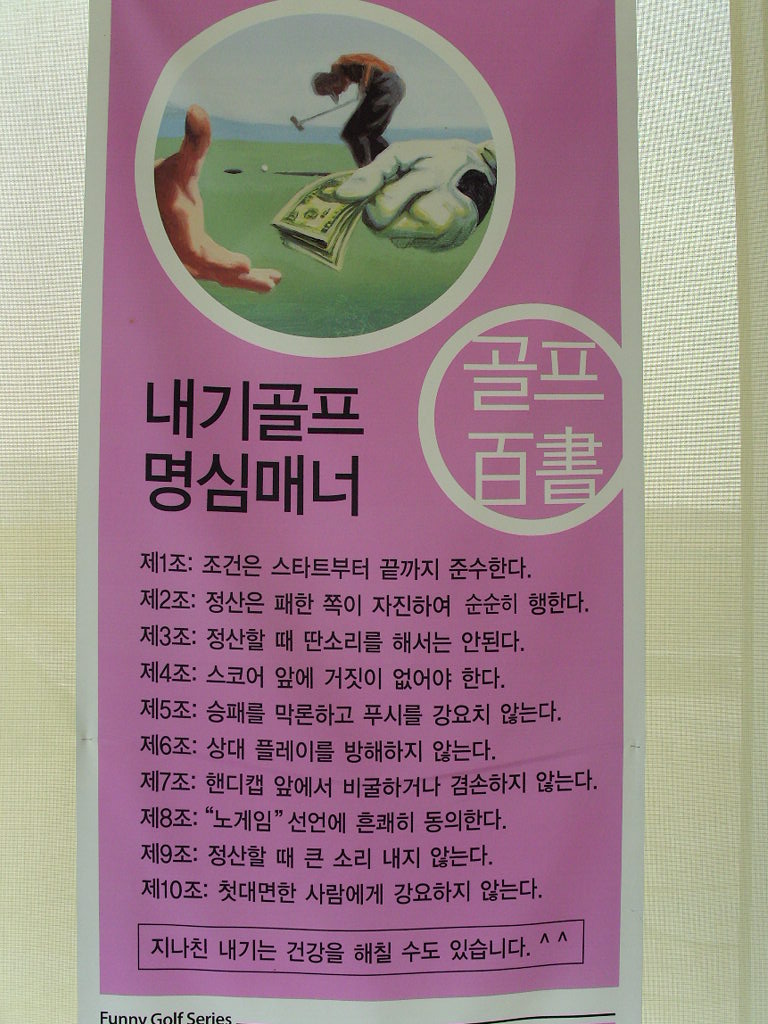 골프
百書
내기골프
명심매너
제1조: 조건은 스타트부터 끝까지 준수한다.
제2조: 정산은 패한 쪽이 자진하여 순순히 행한다.
제3조: 정산할 때 딴소리를 해서는 안된다.
제4조: 스코어 앞에 거짓이 없어야 한다.
제5조: 승패를 막론하고 푸시를 강요치 않는다.
제6조: 상대 플레이를 방해하지 않는다.
제7조: 핸디캡 앞에서 비굴하거나 겸손하지 않는다.
제8조: “노게임” 선언에 흔쾌히 동의한다.
제9조: 정산할 때 큰 소리 내지 않는다.
제10조: 첫대면한 사람에게 강요하지 않는다.
지나친 내기는 건강을 해칠 수도 있습니다. ^ ^
Funny Golf Series